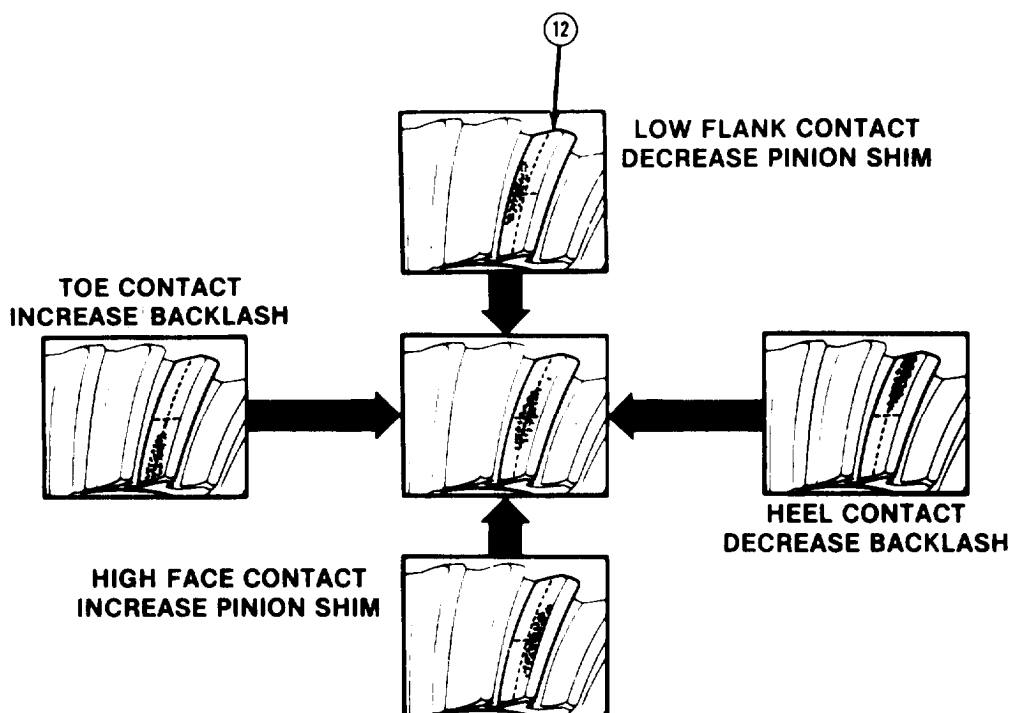 12
LOW FLANK CONTACT
DECREASE PINION SHIM
TOE CONTACT
INCREASE BACKLASH
HEEL CONTACT
DECREASE BACKLASH
HIGH FACE CONTACT
INCREASE PINION SHIM